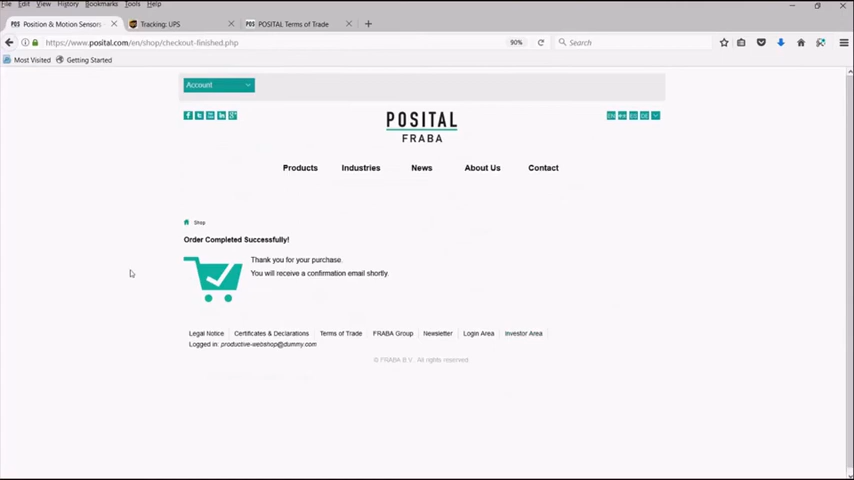 File Edit View History Bookmarks Tools Help
Position & Motion Sensors - Tracking: UPS POS POSITAL Terms of Trade
https://www.posital.com/en/shop/checkout-finished.php 90% Search
Most Visited Getting Started
Account
POSITAL
FRABA
Products Industries News About Us Contact
Shop
Order Completed Successfully!
Thank you for your purchase.
You will receive a confirmation email shortly.
Legal Notice Certificates & Declarations Terms of Trade FRABA Group Newsletter Login Area Investor Area
Logged in: productive-webshop@dummy.com
© FRABA B.V.. All rights reserved.